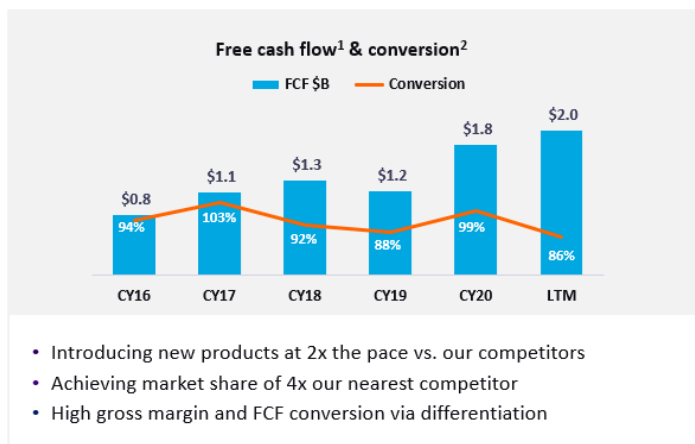 Free cash flow¹ & conversion²
FCF $B Conversion
$0.8 $1.1 $1.3 $1.2 $1.8 $2.0
94% 103% 92% 88% 99% 86%
CY16 CY17 CY18 CY19 CY20 LTM
• Introducing new products at 2x the pace vs. our competitors
• Achieving market share of 4x our nearest competitor
• High gross margin and FCF conversion via differentiation